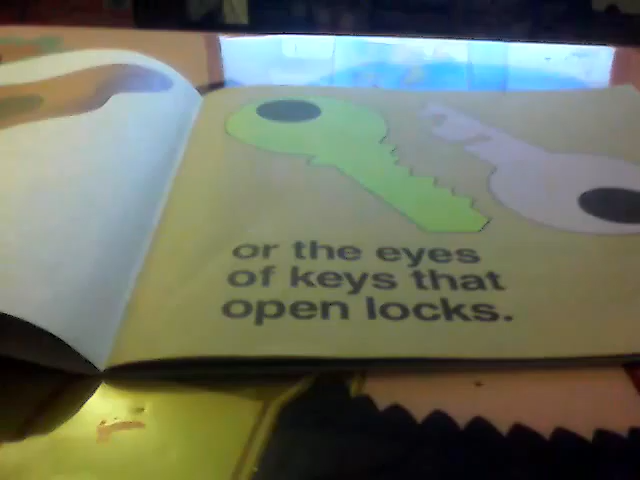 or the eyes
of keys that
open locks.